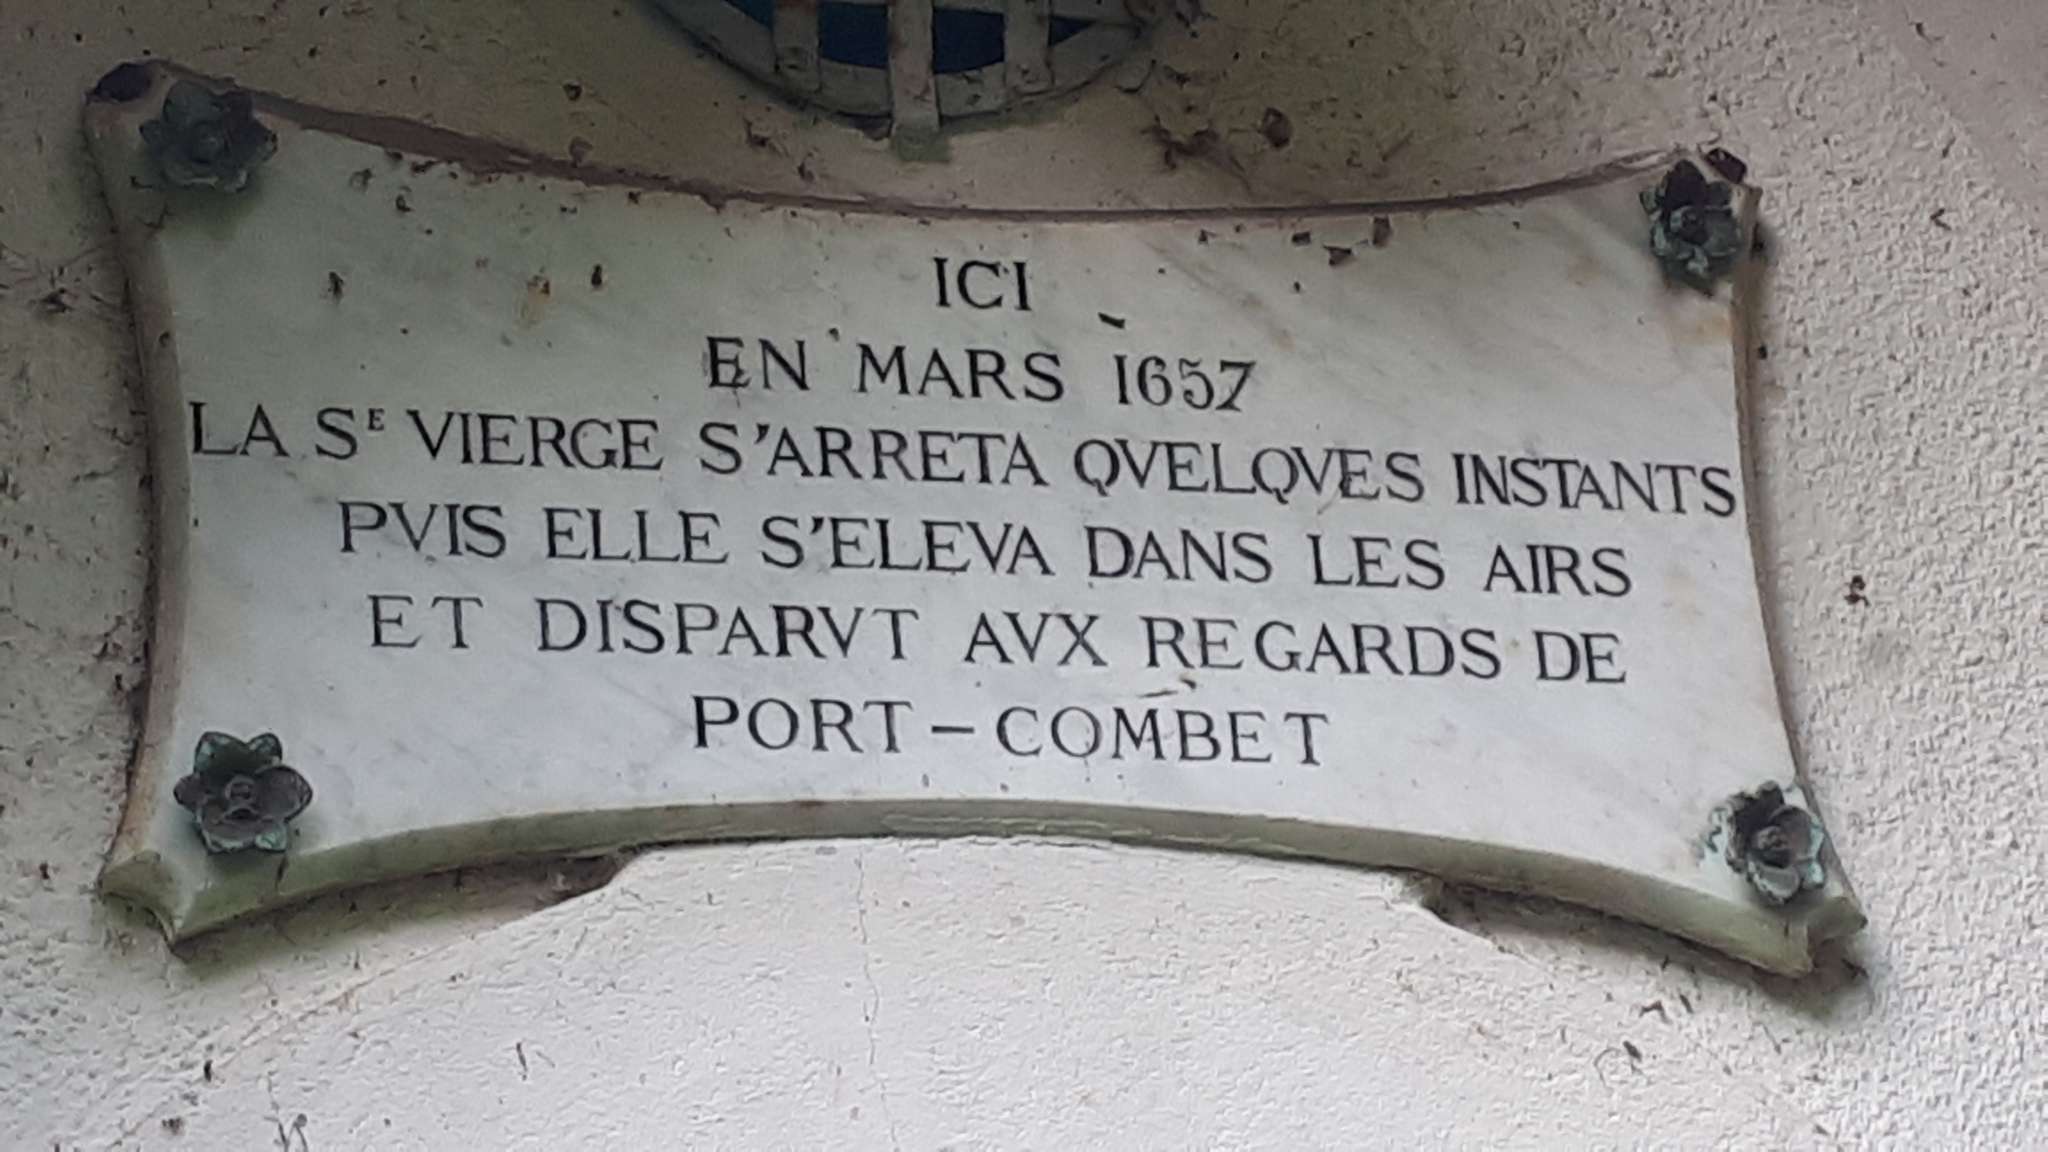 ICI
EN MARS 1657
LA Sᴱ VIERGE S'ARRETA QVELQVES INSTANTS
PVIS ELLE S'ELEVA DANS LES AIRS
ET DISPARVT AVX REGARDS DE
PORT-COMBET